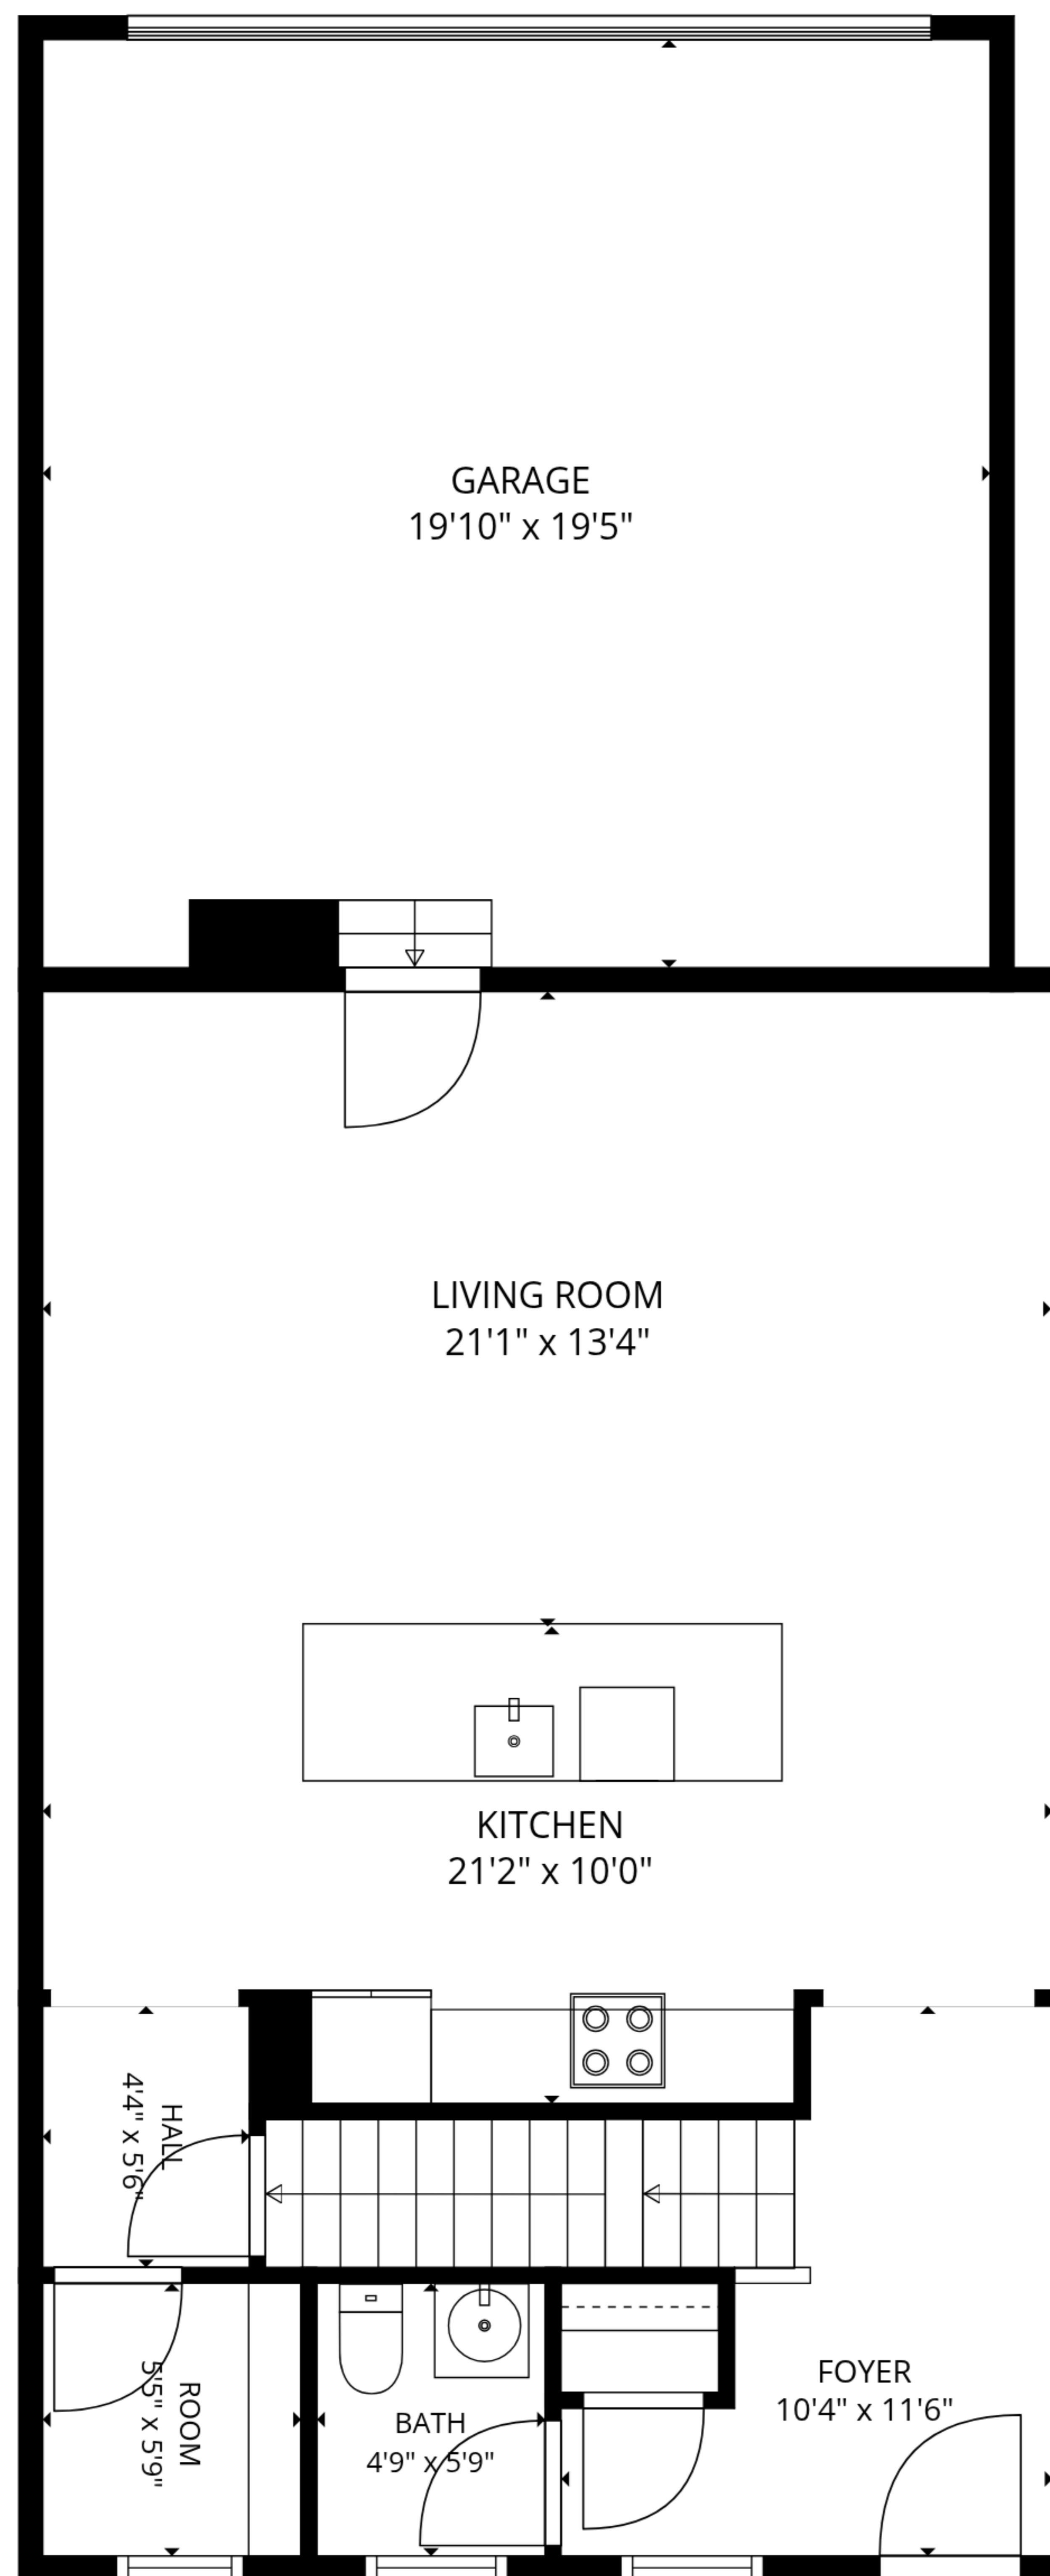 GARAGE
19'10" x 19'5"
LIVING ROOM
21'1" x 13'4"
KITCHEN
21'2" x 10'0"
HALL
4'4" x 5'6"
FOYER
10'4" x 11'6"
ROOM
5'5" x 5'9"
BATH
4'9" x 5'9"